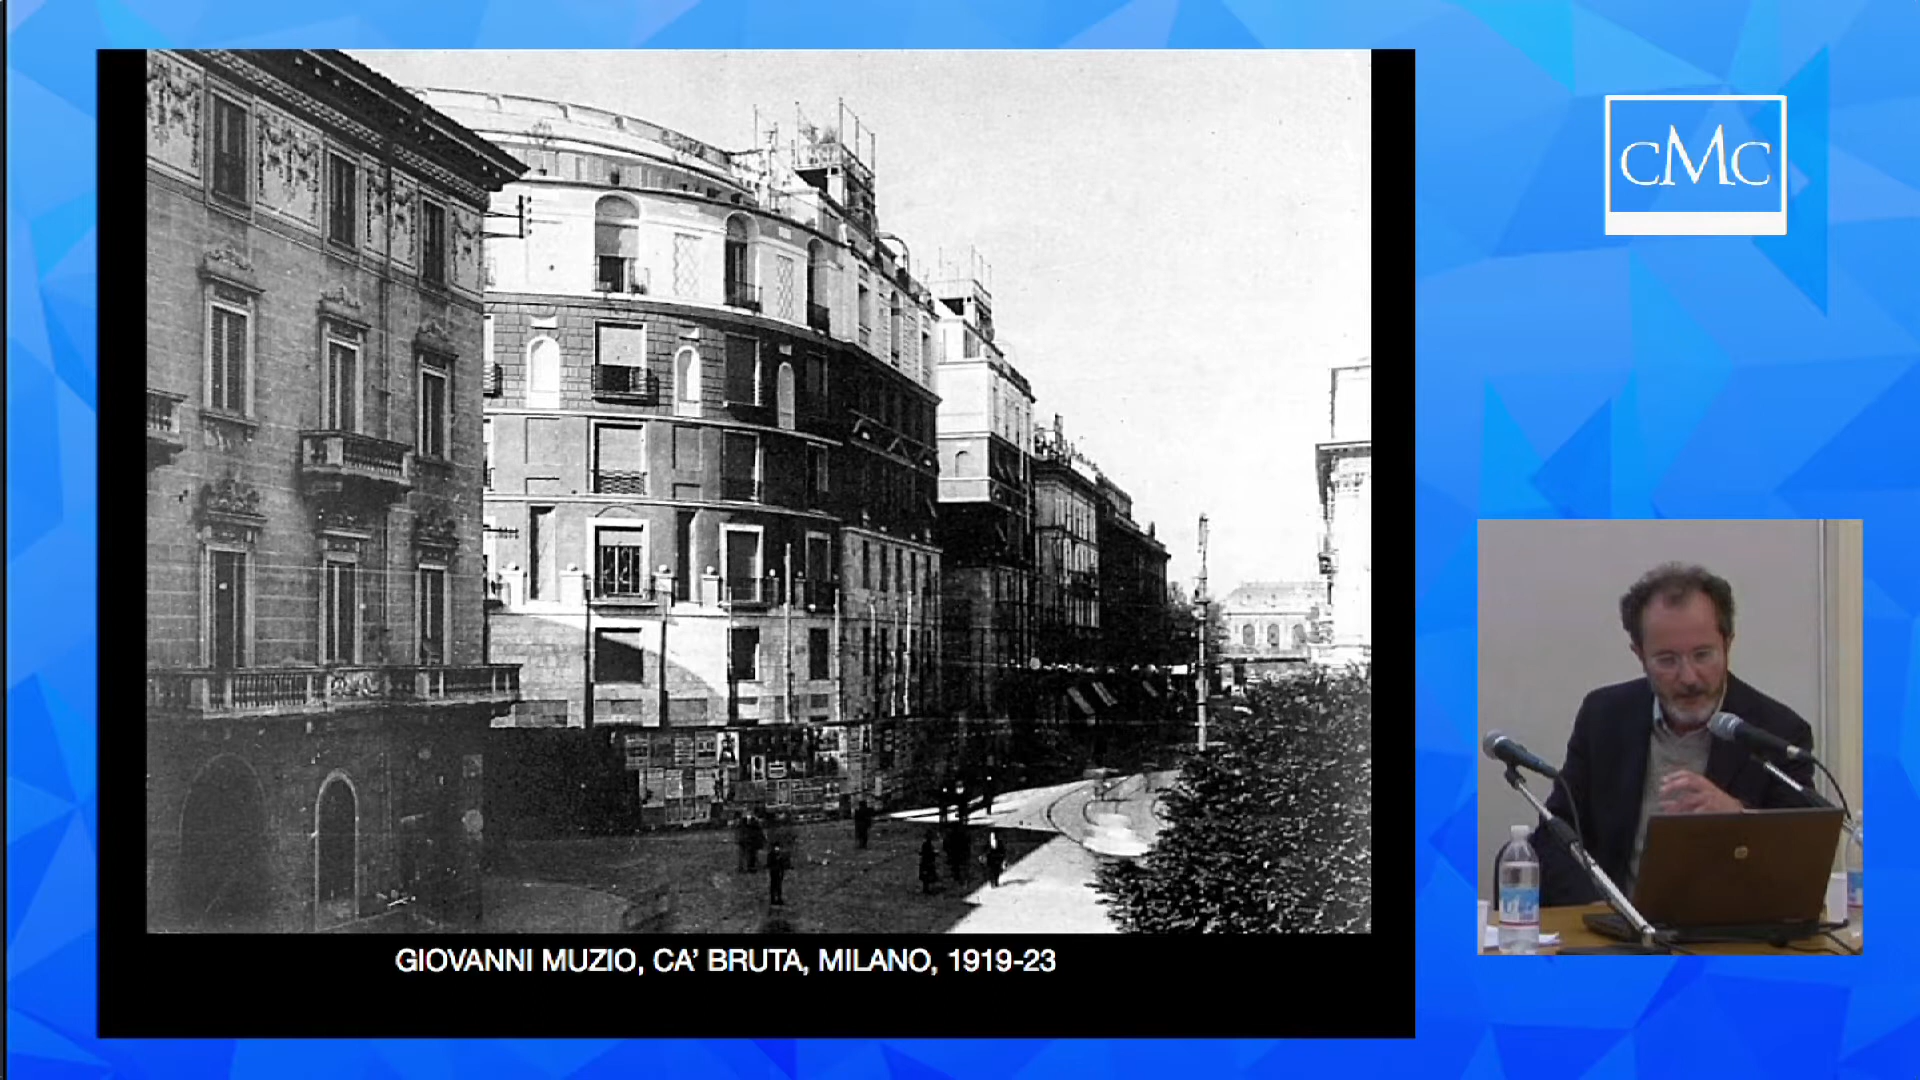 CMC
GIOVANNI MUZIO, CA’ BRUTA, MILANO, 1919-23